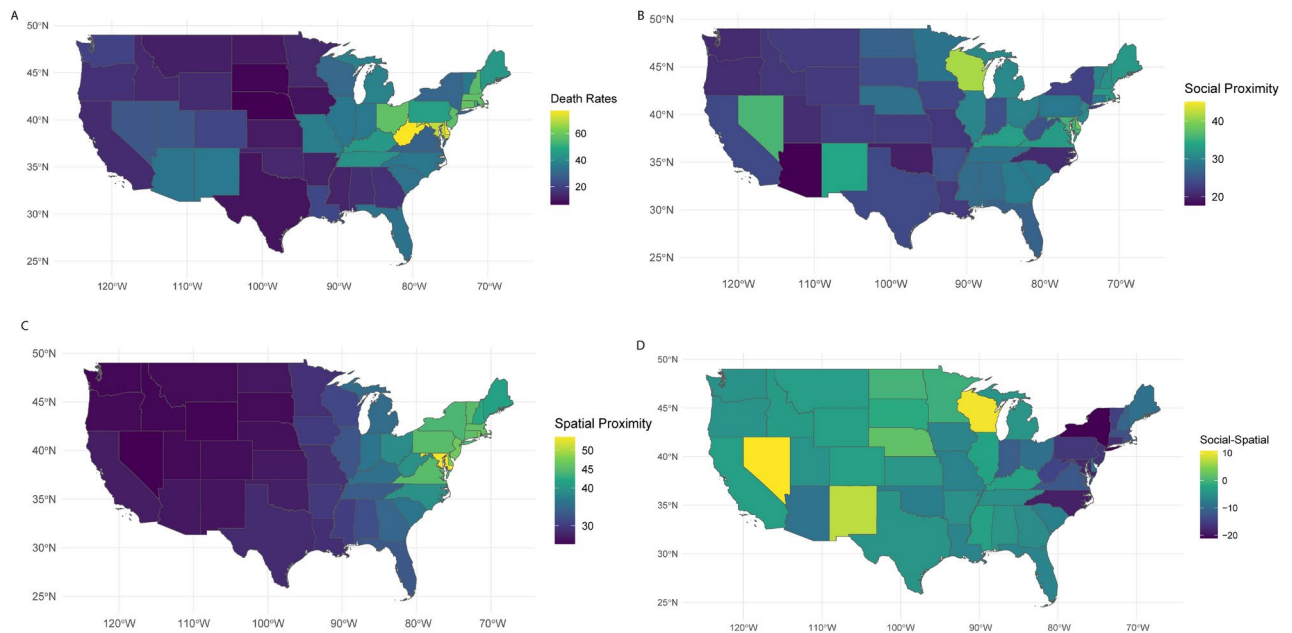 A
50°N
45°N
40°N
35°N
30°N
25°N
120°W
110°W
100°W
90°W
80°W
70°W
Death Rates
60
40
20
B
50°N
45°N
40°N
35°N
30°N
25°N
120°W
110°W
100°W
90°W
80°W
70°W
Social Proximity
40
30
20
C
50°N
45°N
40°N
35°N
30°N
25°N
120°W
110°W
100°W
90°W
80°W
70°W
Spatial Proximity
50
40
30
D
50°N
45°N
40°N
35°N
30°N
25°N
120°W
110°W
100°W
90°W
80°W
70°W
Social-Spatial
10
0
-10
-20